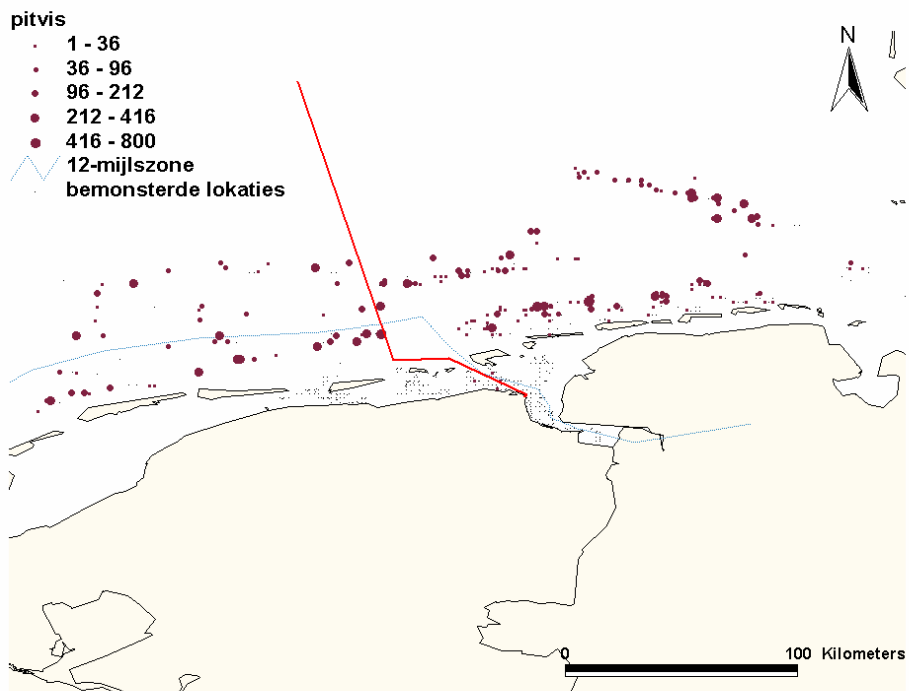 pitvis
1 - 36
36 - 96
96 - 212
212 - 416
416 - 800
12-mijlszone
bemonsterde lokaties
N
0 100 Kilometers